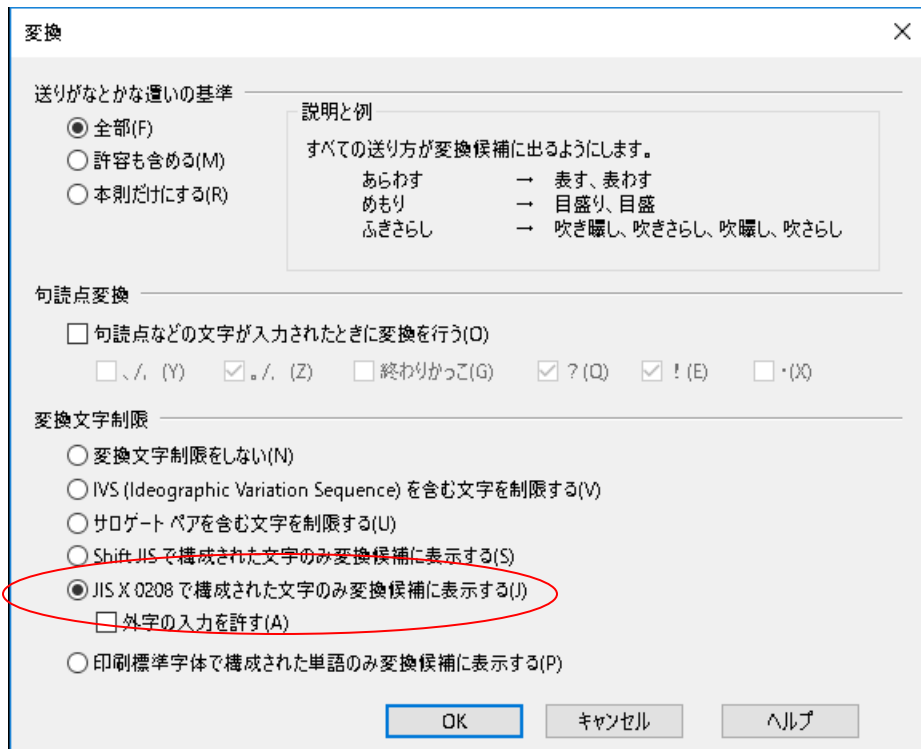 変換
送りがなとかな遣いの基準
全部(F)
許容も含める(M)
本則だけにする(R)
説明と例
すべての送り方が変換候補に出るようにします。
あらわす → 表す、表わす
めもり → 目盛り、目盛
ふきさらし → 吹き曝し、吹きさらし、吹曝し、吹さらし
句読点変換
句読点などの文字が入力されたときに変換を行う(O)
、/, (Y) 。/. (Z) 終わりかっこ(G) ?(Q) !(E) ・(X)
変換文字制限
変換文字制限をしない(N)
IVS (Ideographic Variation Sequence) を含む文字を制限する(V)
サロゲート ペアを含む文字を制限する(U)
Shift JIS で構成された文字のみ変換候補に表示する(S)
JIS X 0208 で構成された文字のみ変換候補に表示する(J)
外字の入力を許す(A)
印刷標準字体で構成された単語のみ変換候補に表示する(P)
OK キャンセル ヘルプ